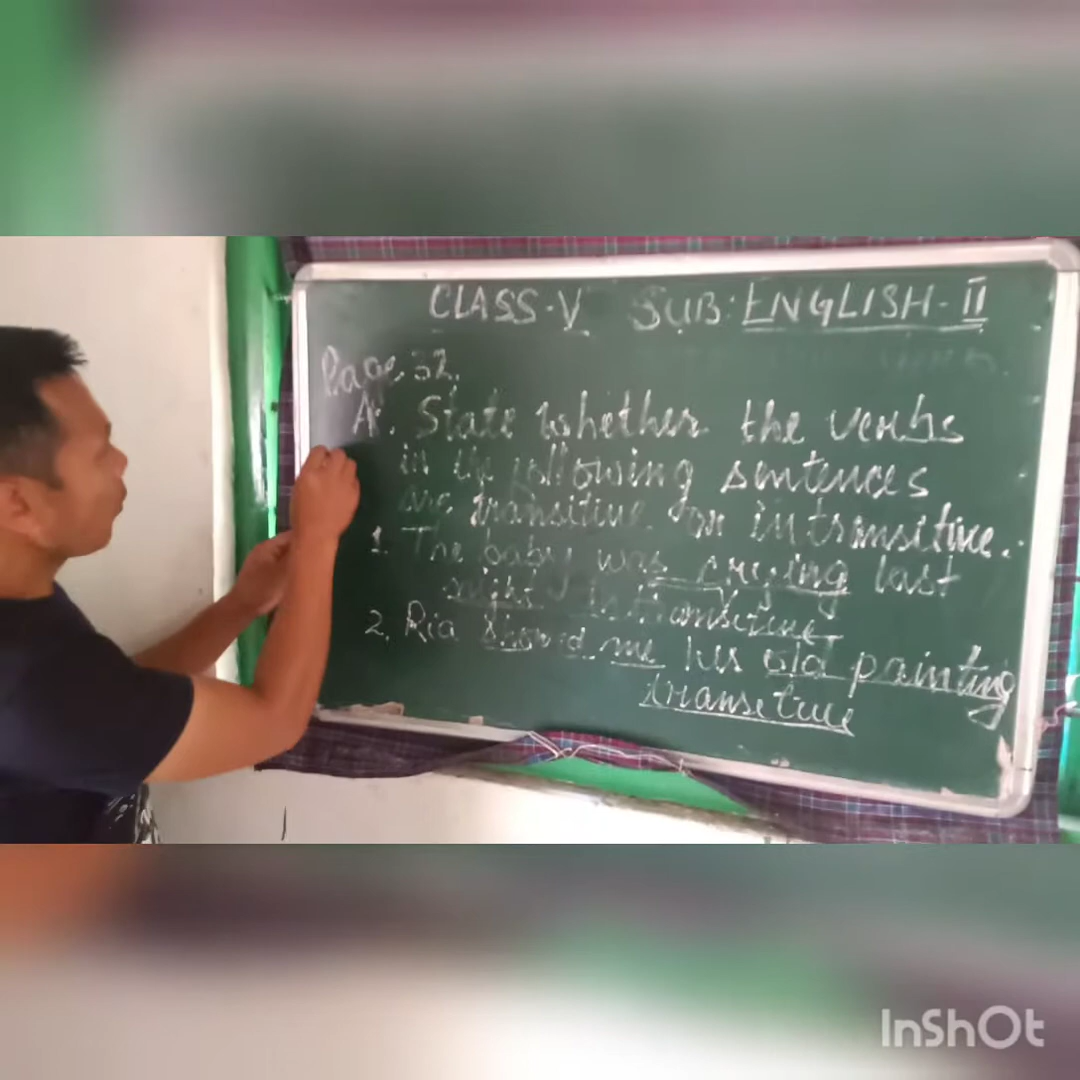 CLASS-V SUB: ENGLISH-II
Page 32.
A. State whether the verbs
in the following sentences
are transitive or intransitive.
1. The baby was crying last
night Intransitive
2. Ria showed me his old painting
transitive
InShOt